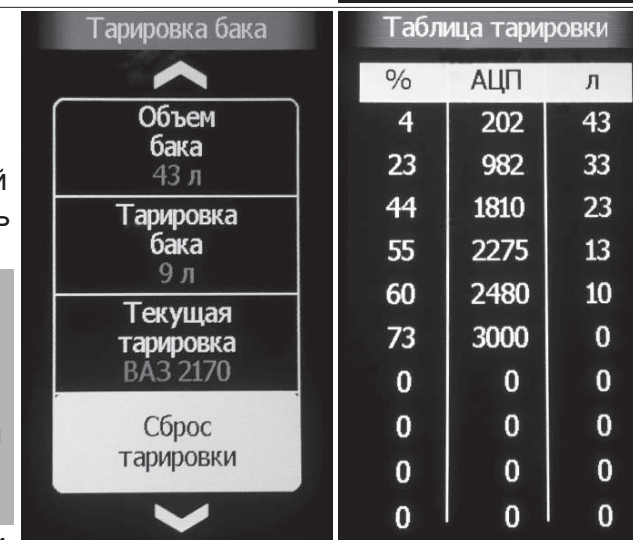 Тарировка бака
Объем
бака
43 л
Тарировка
бака
9 л
Текущая
тарировка
ВАЗ 2170
Сброс
тарировки
Таблица тарировки
% АЦП л
4 202 43
23 982 33
44 1810 23
55 2275 13
60 2480 10
73 3000 0
0 0 0
0 0 0
0 0 0
0 0 0